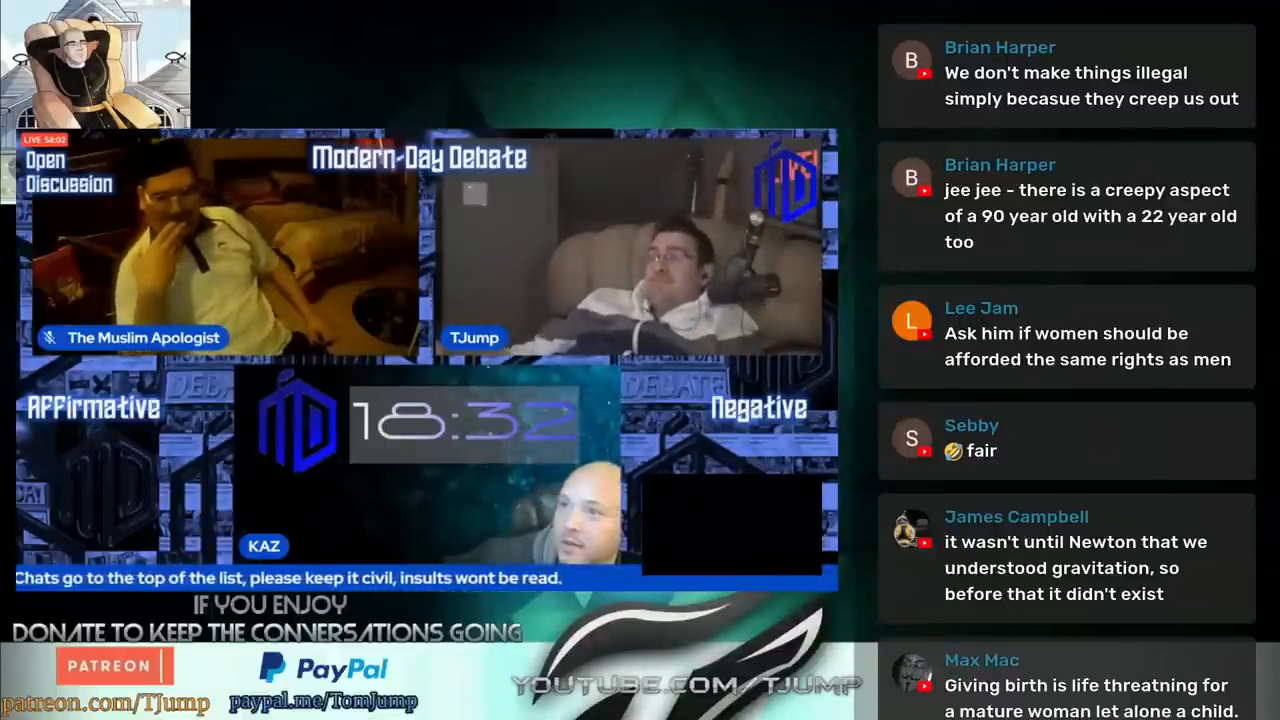 LIVE 58:02
Open
Discussion
Modern-Day Debate
The Muslim Apologist
TJump
DEBATE
DEBATE
Affirmative
Negative
18:32
KAZ
Chats go to the top of the list, please keep it civil, insults wont be read.
IF YOU ENJOY
DONATE TO KEEP THE CONVERSATIONS GOING
PATREON
PayPal
patreon.com/TJump
paypal.me/TomJump
YOUTUBE.COM/TJUMP
B
Brian Harper
We don't make things illegal
simply becasue they creep us out
B
Brian Harper
jee jee - there is a creepy aspect
of a 90 year old with a 22 year old
too
L
Lee Jam
Ask him if women should be
afforded the same rights as men
S
Sebby
🤣 fair
James Campbell
it wasn't until Newton that we
understood gravitation, so
before that it didn't exist
Max Mac
Giving birth is life threatning for
a mature woman let alone a child.